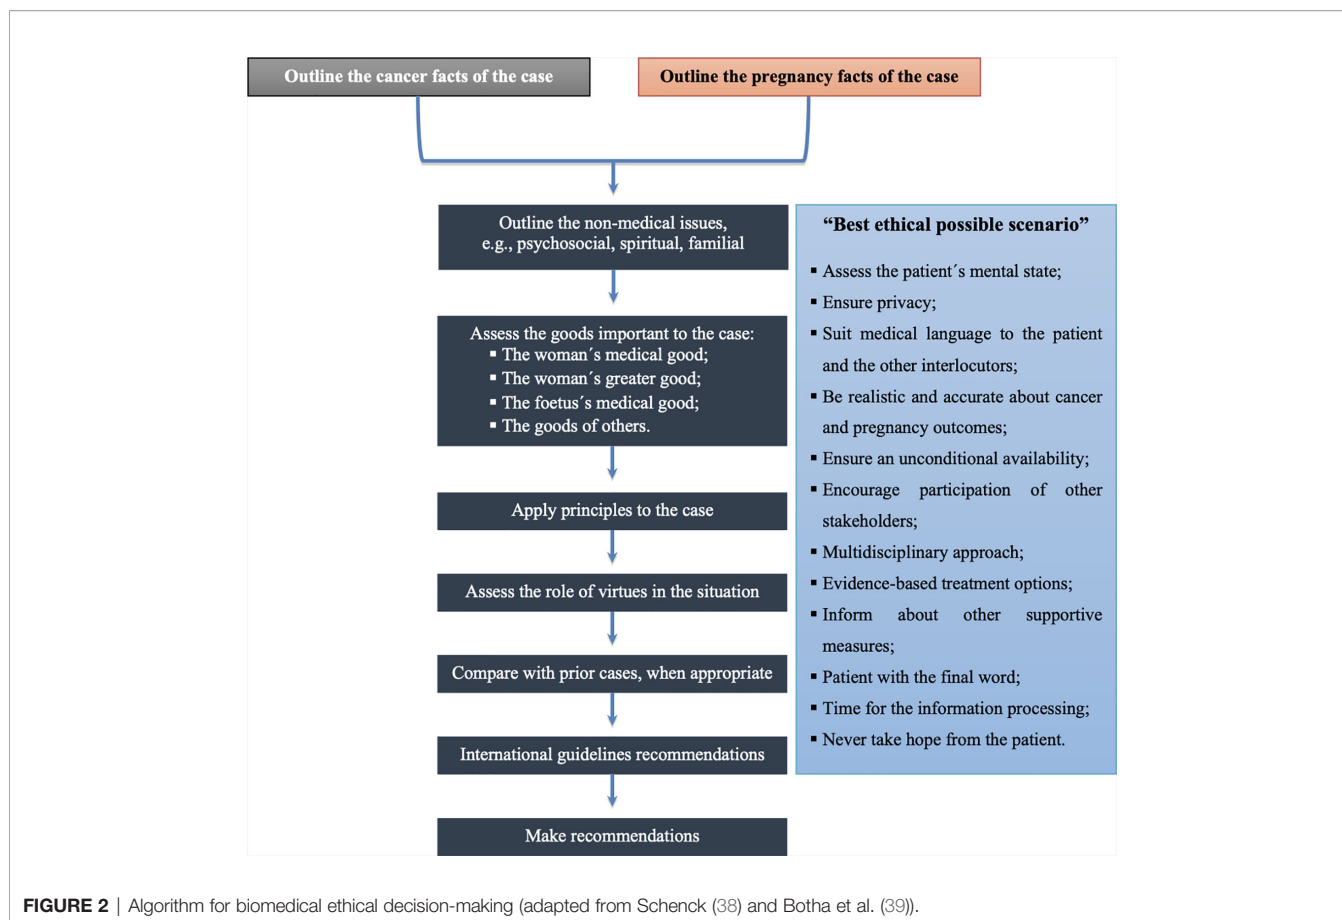 Outline the cancer facts of the case
Outline the pregnancy facts of the case
Outline the non-medical issues,
e.g., psychosocial, spiritual, familial
Assess the goods important to the case:
▪ The woman´s medical good;
▪ The woman´s greater good;
▪ The foetus´s medical good;
▪ The goods of others.
Apply principles to the case
Assess the role of virtues in the situation
Compare with prior cases, when appropriate
International guidelines recommendations
Make recommendations
“Best ethical possible scenario”
▪ Assess the patient´s mental state;
▪ Ensure privacy;
▪ Suit medical language to the patient
and the other interlocutors;
▪ Be realistic and accurate about cancer
and pregnancy outcomes;
▪ Ensure an unconditional availability;
▪ Encourage participation of other
stakeholders;
▪ Multidisciplinary approach;
▪ Evidence-based treatment options;
▪ Inform about other supportive
measures;
▪ Patient with the final word;
▪ Time for the information processing;
▪ Never take hope from the patient.
FIGURE 2 | Algorithm for biomedical ethical decision-making (adapted from Schenck (38) and Botha et al. (39)).